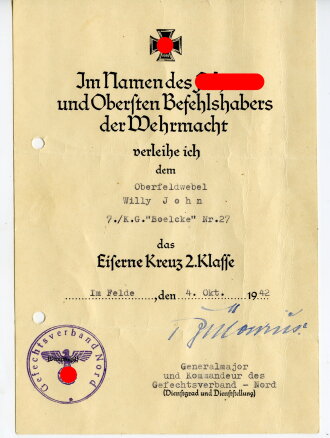 Im Namen des
und Obersten Befehlshabers
der Wehrmacht
verleihe ich
dem
Oberfeldwebel
Willy John
7./K.G."Boelcke" Nr.27
das
Eiserne Kreuz 2.Klasse
Im Felde, den 4. Okt. 1942
Generalmajor
und Kommandeur des
Gefechtsverband - Nord
(Dienstgrad und Dienststellung)
Gefechtsverband Nord